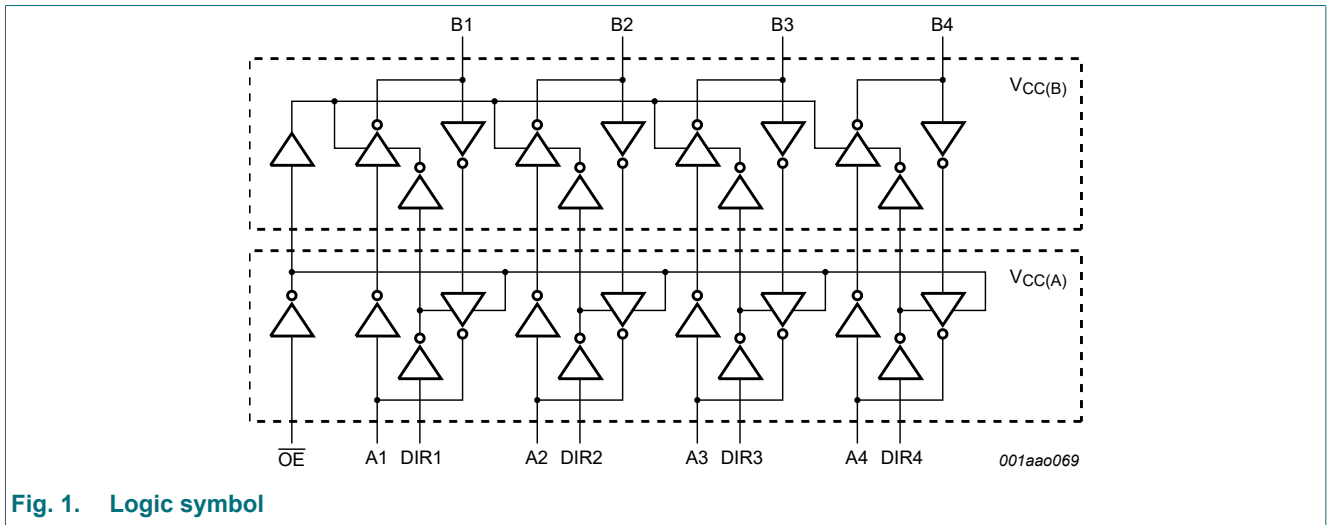 B1 B2 B3 B4
VCC(B)
VCC(A)
OE A1 DIR1 A2 DIR2 A3 DIR3 A4 DIR4
001aao069
Fig. 1. Logic symbol